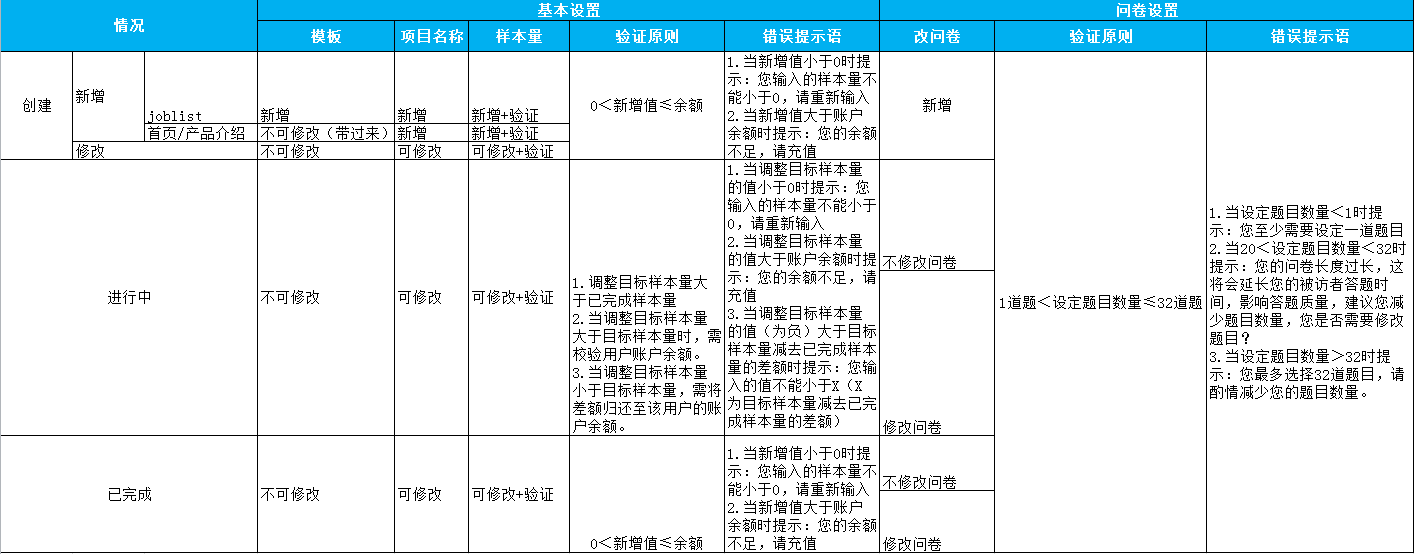 情况
基本设置
问卷设置
模板
项目名称
样本量
验证原则
错误提示语
改问卷
验证原则
错误提示语
创建
新增
joblist
新增
新增
新增+验证
首页/产品介绍
不可修改（带过来）
新增
新增+验证
修改
不可修改
可修改
可修改+验证
0＜新增值≤余额
1.当新增值小于0时提
示：您输入的样本量不
能小于0，请重新输入
2.当新增值大于账户
余额时提示：您的余额
不足，请充值
新增
进行中
不可修改
可修改
可修改+验证
1.调整目标样本量大
于已完成样本量
2.当调整目标样本量
大于目标样本量时，需
校验用户账户余额。
3.当调整目标样本量
小于目标样本量，需将
差额归还至该用户的账
户余额。
1.当调整目标样本量
的值小于0时提示：您
输入的样本量不能小于
0，请重新输入
2.当调整目标样本量
的值大于账户余额时提
示：您的余额不足，请
充值
3.当调整目标样本量
的值（为负）大于目标
样本量减去已完成样本
量的差额时提示：您输
入的值不能小于X（X
为目标样本量减去已完
成样本量的差额）
不修改问卷
修改问卷
1道题＜设定题目数量≤32道题
1.当设定题目数量＜1时提
示：您至少需要设定一道题目
2.当20＜设定题目数量＜32时
提示：您的问卷长度过长，这
将会延长您的被访者答题时
间，影响答题质量，建议您减
少题目数量，您是否需要修改
题目？
3.当设定题目数量＞32时提
示：您最多选择32道题目，请
酌情减少您的题目数量。
已完成
不可修改
可修改
可修改+验证
0＜新增值≤余额
1.当新增值小于0时提
示：您输入的样本量不
能小于0，请重新输入
2.当新增值大于账户
余额时提示：您的余额
不足，请充值
不修改问卷
修改问卷